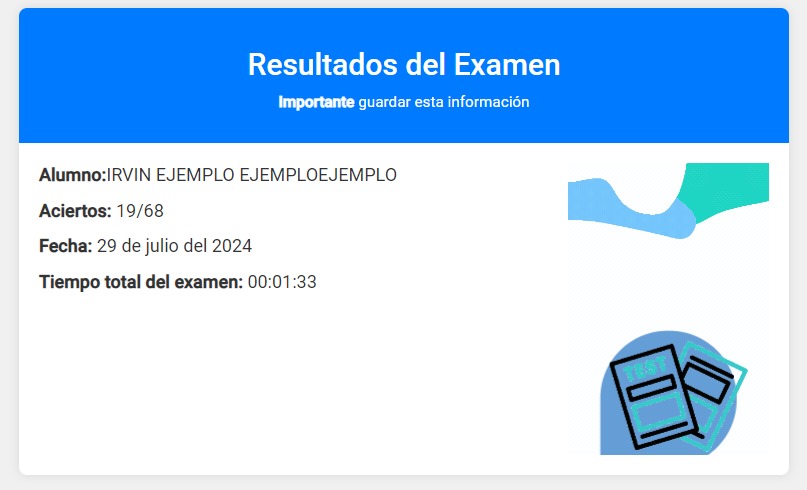 Resultados del Examen
Importante guardar esta información
Alumno:IRVIN EJEMPLO EJEMPLOEJEMPLO
Aciertos: 19/68
Fecha: 29 de julio del 2024
Tiempo total del examen: 00:01:33
TEST